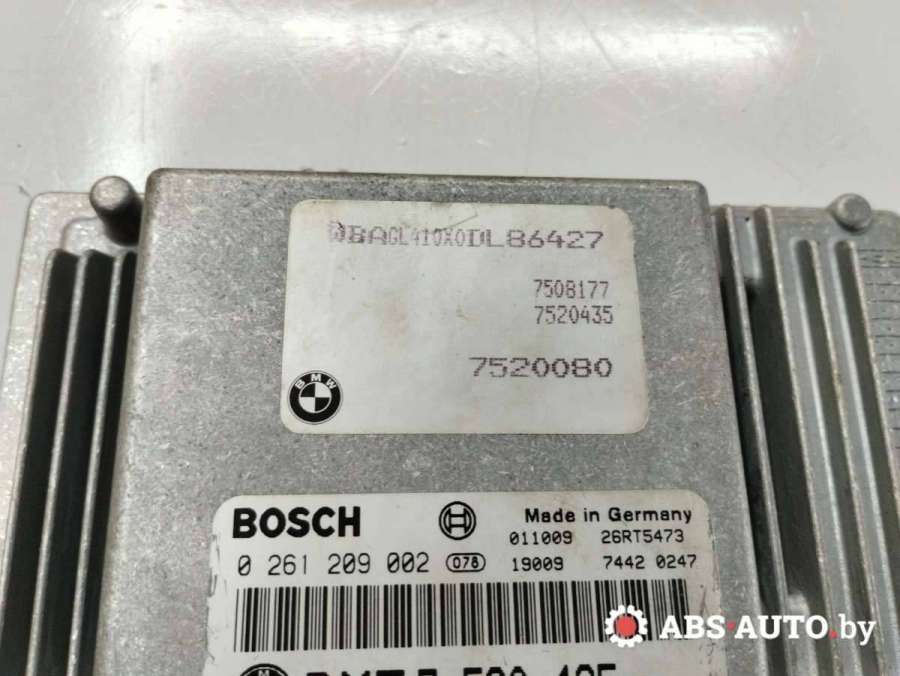 WBAGL410X0DL86427
7508177
7520435
7520080
BMW
BOSCH
Made in Germany
011009 26RT5473
0 261 209 002 078 19009 7442 0247
ABS-AUTO.by